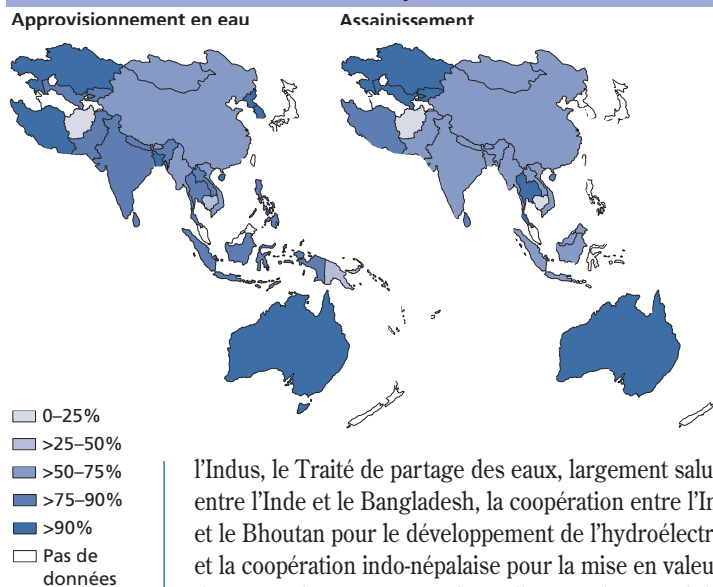 Approvisionnement en eau
Assainissement
0–25%
>25–50%
>50–75%
>75–90%
>90%
Pas de
données
l'Indus, le Traité de partage des eaux, largement salu
entre l'Inde et le Bangladesh, la coopération entre l'In
et le Bhoutan pour le développement de l'hydroélectr
et la coopération indo-népalaise pour la mise en valeu